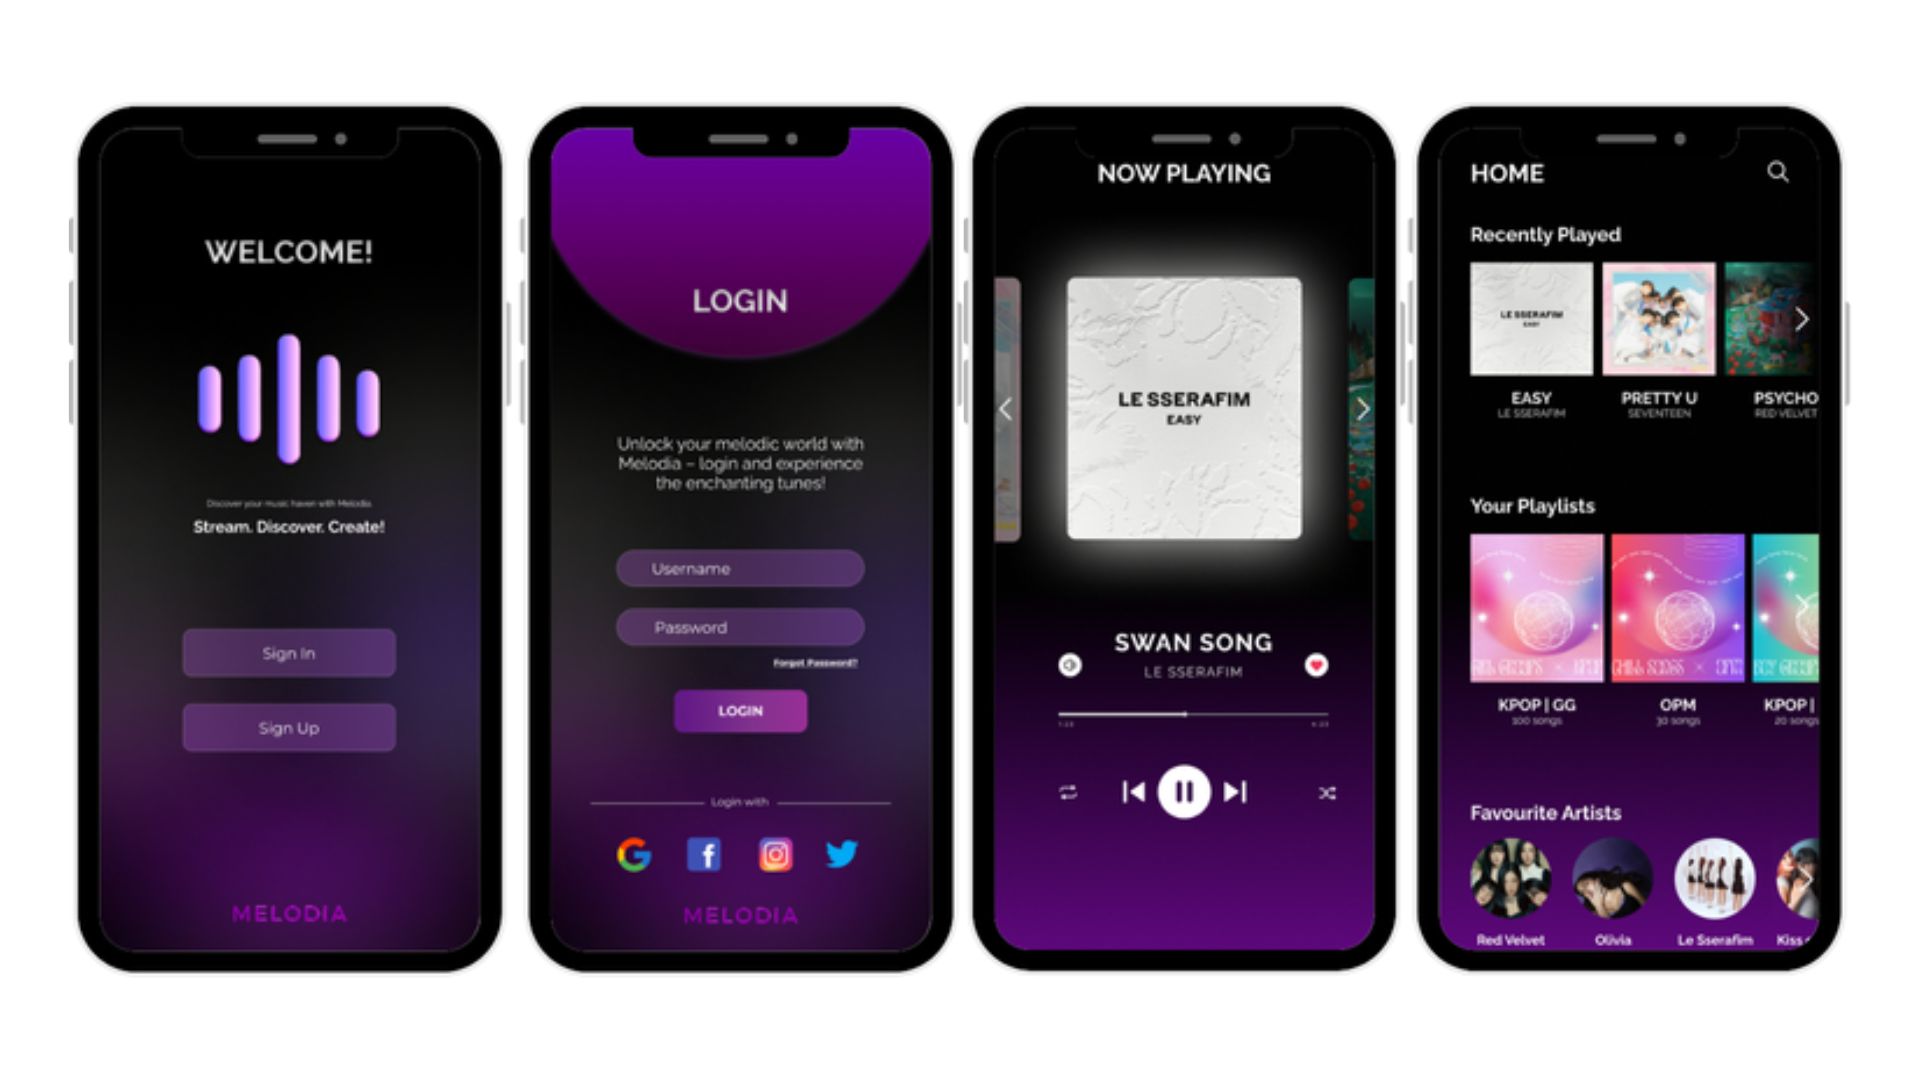 WELCOME!
Discover your music haven with Melodia.
Stream. Discover. Create!
Sign In
Sign Up
MELODIA
LOGIN
Unlock your melodic world with
Melodia – login and experience
the enchanting tunes!
Username
Password
Forgot Password?
LOGIN
Login with
MELODIA
NOW PLAYING
LE SSERAFIM
EASY
SWAN SONG
LE SSERAFIM
HOME
Recently Played
LE SSERAFIM
EASY
EASY
LE SSERAFIM
PRETTY U
SEVENTEEN
PSYCHO
RED VELVET
Your Playlists
KPOP | GG
100 songs
OPM
30 songs
KPOP |
20 songs
Favourite Artists
Red Velvet
Olivia
Le Sserafim
Kiss